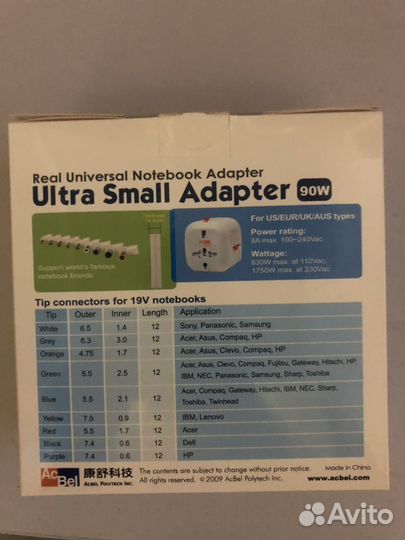 Real Universal Notebook Adapter
Ultra Small Adapter 90W
Support world's famous
notebook brands
For US/EUR/UK/AUS types
Power rating:
8A max. 100~240Vac
Wattage:
830W max. at 110Vac;
1750W max. at 230Vac
Tip connectors for 19V notebooks
Tip Outer Inner Length Application
White 6.5 1.4 12 Sony, Panasonic, Samsung
Grey 6.3 3.0 12 Acer, Asus, Compaq, HP
Orange 4.75 1.7 12 Acer, Asus, Clevo, Compaq, HP
Green 5.5 2.5 12 Acer, Asus, Clevo, Compaq, Fujitsu, Gateway, Hitachi, HP,
IBM, NEC, Panasonic, Samsung, Sharp, Toshiba
Blue 5.5 2.1 12 Acer, Compaq, Gateway, Hitachi, IBM, NEC, Sharp,
Toshiba, Twinhead
Yellow 7.9 0.9 12 IBM, Lenovo
Red 5.5 1.7 12 Acer
Black 7.4 0.6 12 Dell
Purple 7.4 0.6 12 HP
AcBel 康舒科技
ACBEL POLYTECH INC.
The contents are subject to change without prior notice.
All rights reserved. ©2009 AcBel Polytech Inc.
Made in China
www.acbel.com
Avito